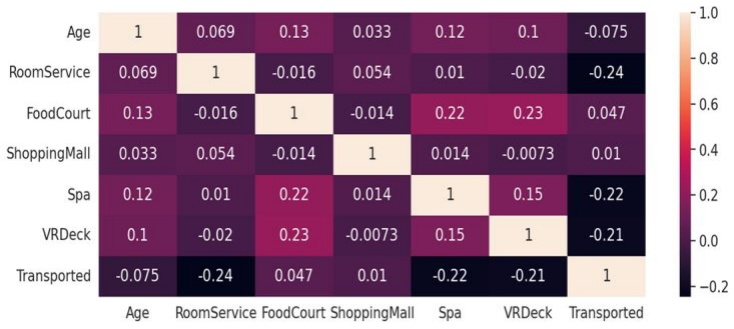 Age 1 0.069 0.13 0.033 0.12 0.1 -0.075
RoomService 0.069 1 -0.016 0.054 0.01 -0.02 -0.24
FoodCourt 0.13 -0.016 1 -0.014 0.22 0.23 0.047
ShoppingMall 0.033 0.054 -0.014 1 0.014 -0.0073 0.01
Spa 0.12 0.01 0.22 0.014 1 0.15 -0.22
VRDeck 0.1 -0.02 0.23 -0.0073 0.15 1 -0.21
Transported -0.075 -0.24 0.047 0.01 -0.22 -0.21 1
Age RoomService FoodCourt ShoppingMall Spa VRDeck Transported
1.0
0.8
0.6
0.4
0.2
0.0
−0.2